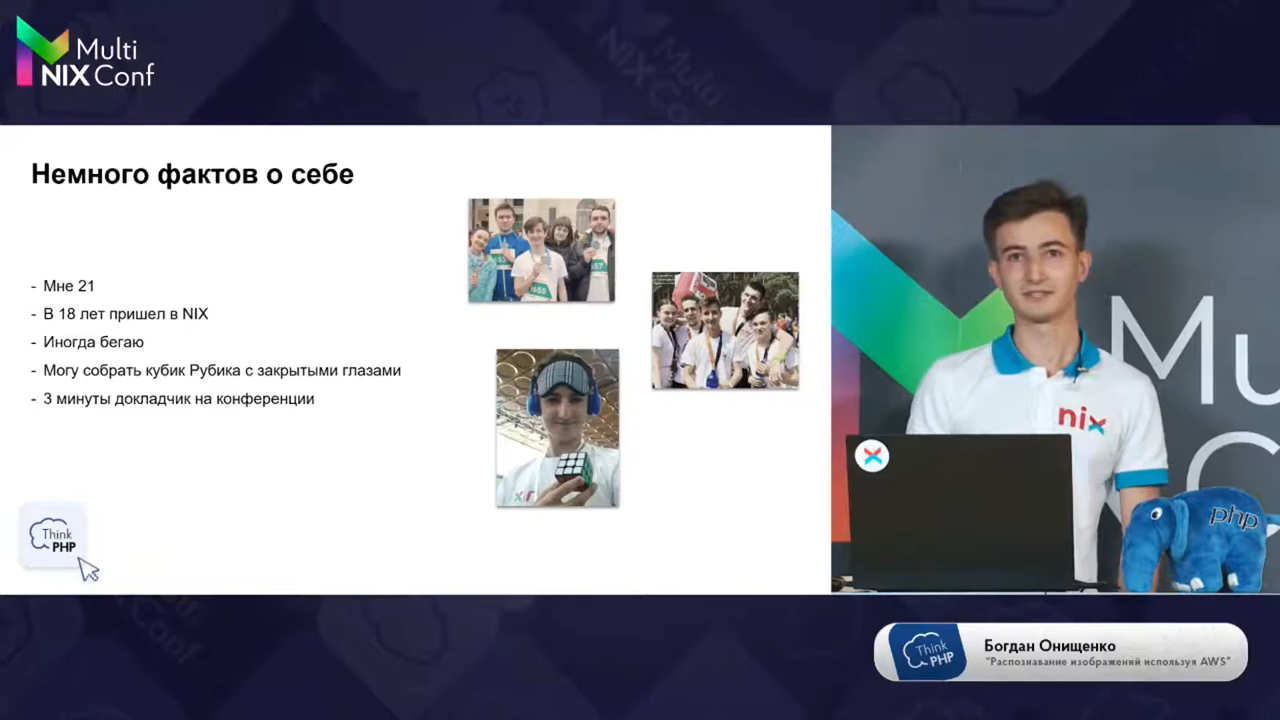 Multi
NIX Conf
Немного фактов о себе
- Мне 21
- В 18 лет пришел в NIX
- Иногда бегаю
- Могу собрать кубик Рубика с закрытыми глазами
- 3 минуты докладчик на конференции
Think
PHP
nix
php
Mu
C
Think
PHP
Богдан Онищенко
"Распознавание изображений используя AWS"